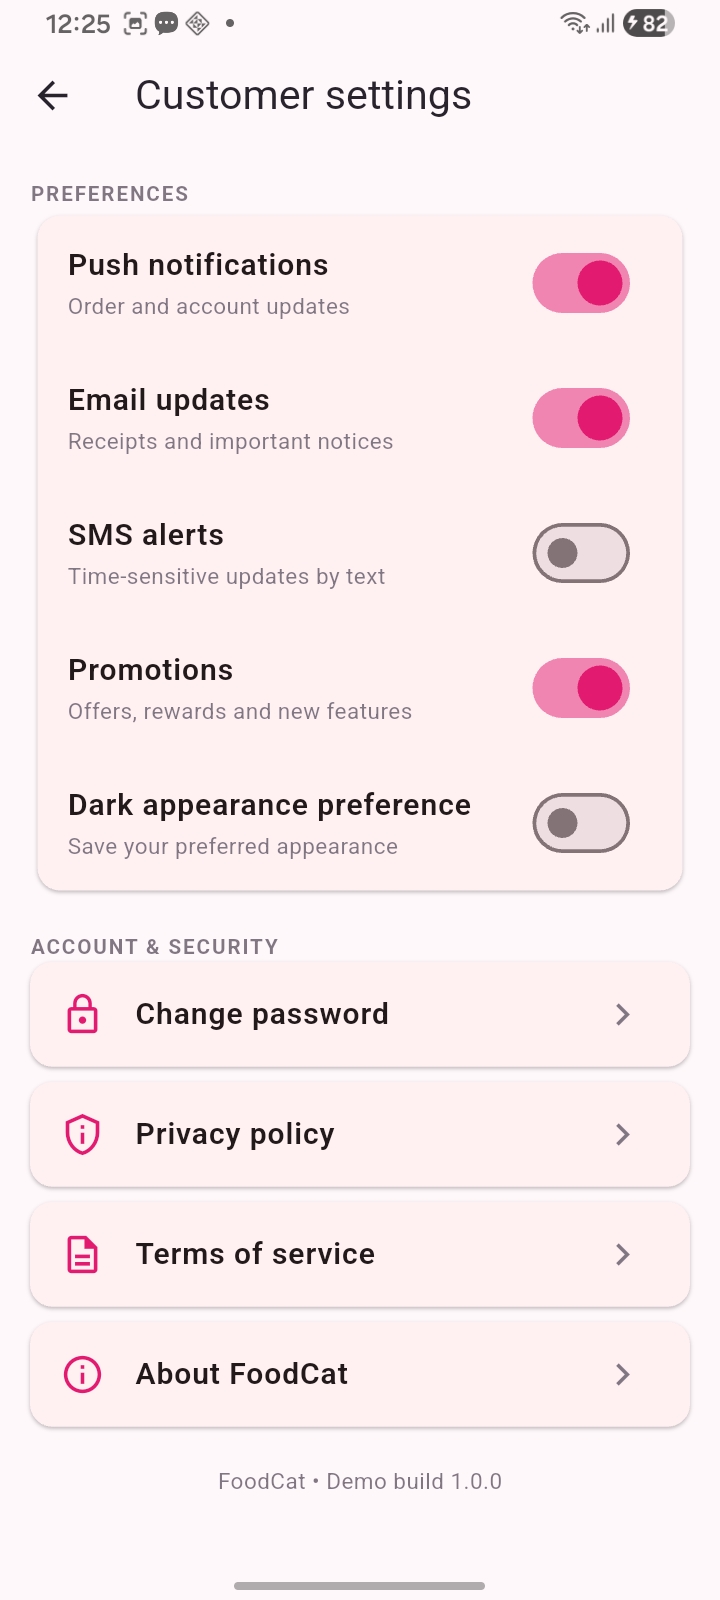 12:25
82
Customer settings
PREFERENCES
Push notifications
Order and account updates
Email updates
Receipts and important notices
SMS alerts
Time-sensitive updates by text
Promotions
Offers, rewards and new features
Dark appearance preference
Save your preferred appearance
ACCOUNT & SECURITY
Change password
Privacy policy
Terms of service
About FoodCat
FoodCat • Demo build 1.0.0